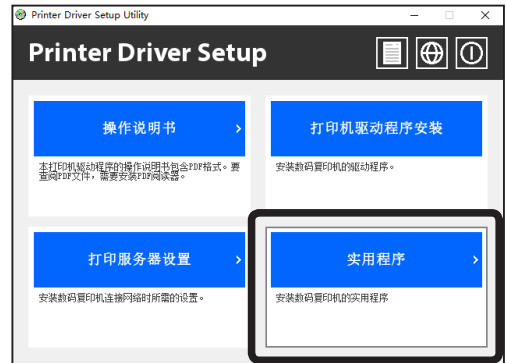 Printer Driver Setup Utility
Printer Driver Setup
操作说明书
打印机驱动程序安装
本打印机驱动程序的操作说明书包含PDF格式。要
查阅PDF文件，需要安装PDF阅读器。
安装数码复印机的驱动程序。
打印服务器设置
实用程序
安装数码复印机连接网络时所需的设置。
安装数码复印机的实用程序